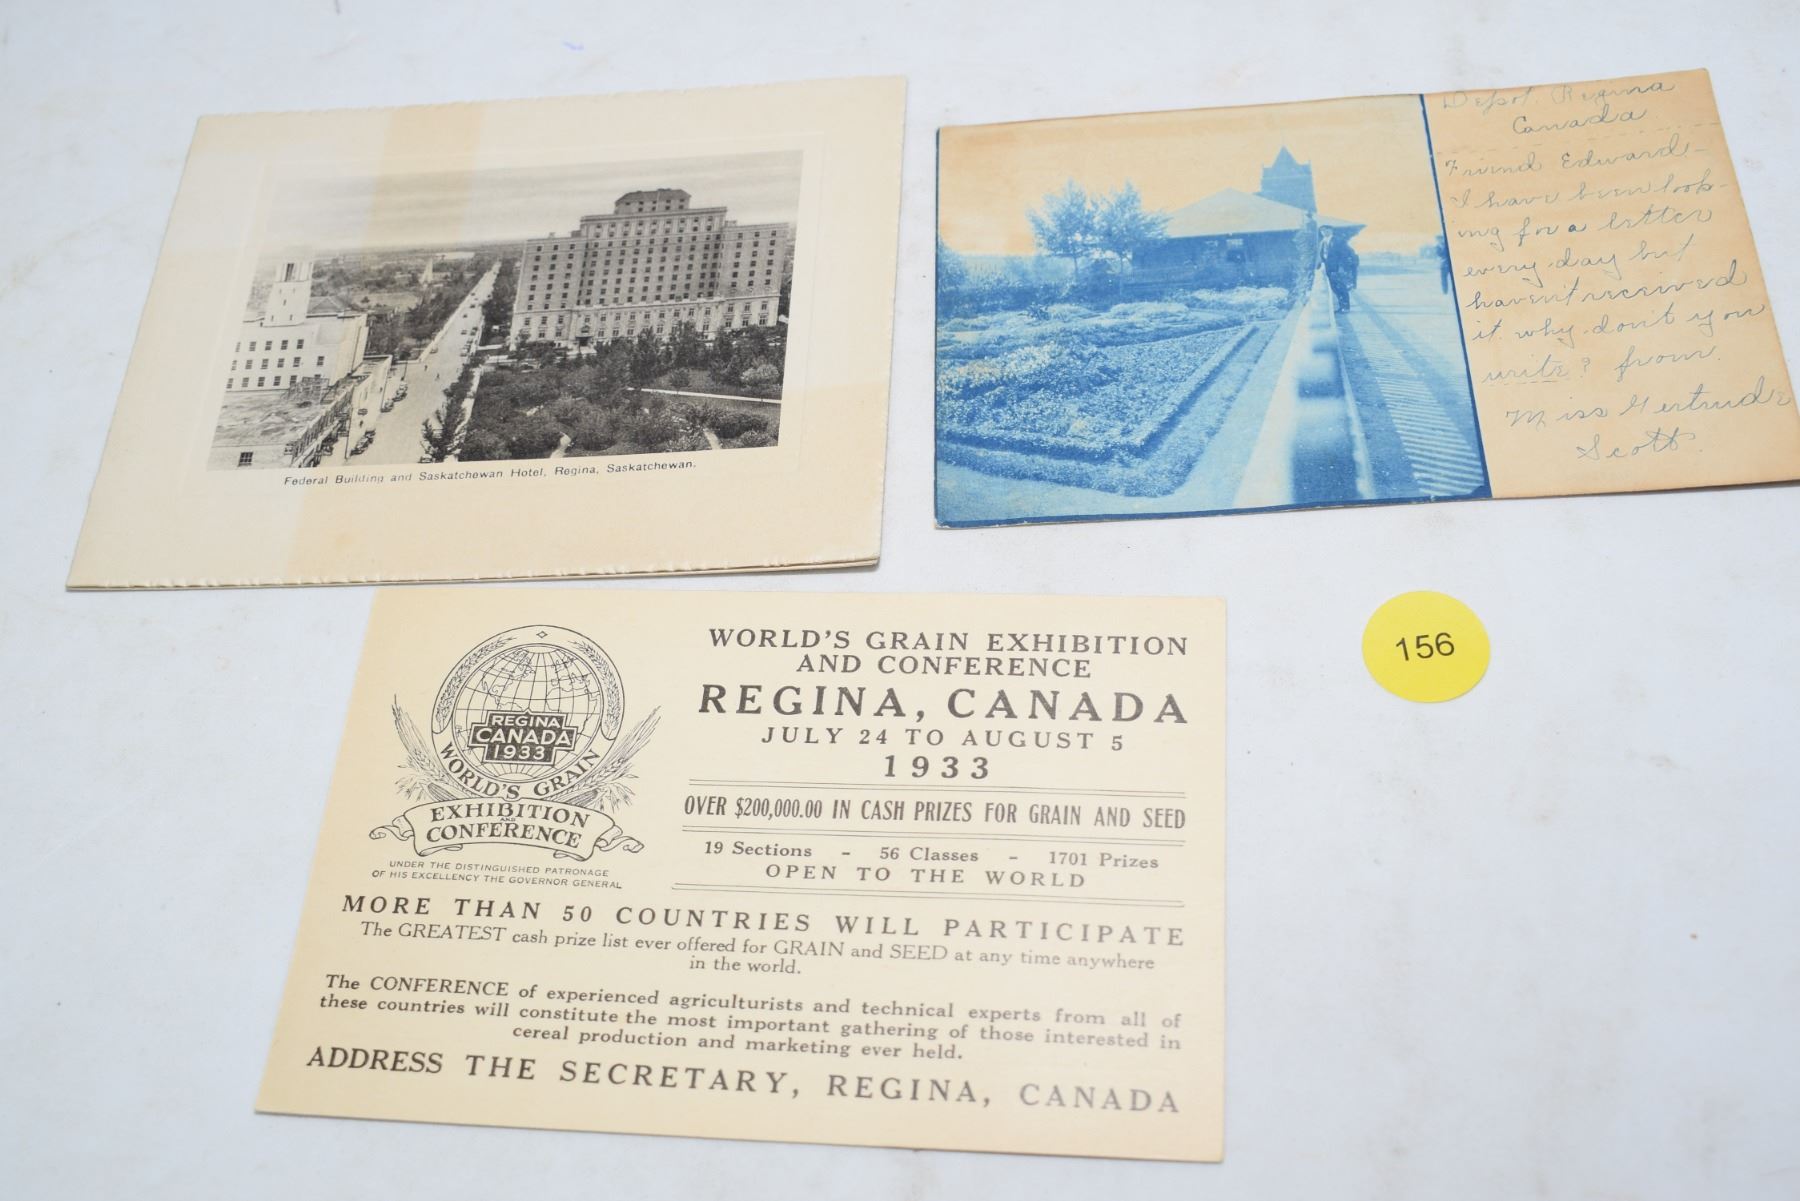 Federal Building and Saskatchewan Hotel, Regina, Saskatchewan.
Depot. Regina
Canada
Friend Edward-
I have been look-
ing for a letter
every day but
havent received
it. why don't you
write? from
Miss Gertrude
Scott.
156
REGINA
CANADA
1933
WORLD'S GRAIN
EXHIBITION
AND
CONFERENCE
UNDER THE DISTINGUISHED PATRONAGE
OF HIS EXCELLENCY THE GOVERNOR GENERAL
WORLD'S GRAIN EXHIBITION
AND CONFERENCE
REGINA, CANADA
JULY 24 TO AUGUST 5
1933
OVER $200,000.00 IN CASH PRIZES FOR GRAIN AND SEED
19 Sections - 56 Classes - 1701 Prizes
OPEN TO THE WORLD
MORE THAN 50 COUNTRIES WILL PARTICIPATE
The GREATEST cash prize list ever offered for GRAIN and SEED at any time anywhere
in the world.
The CONFERENCE of experienced agriculturists and technical experts from all of
these countries will constitute the most important gathering of those interested in
cereal production and marketing ever held.
ADDRESS THE SECRETARY, REGINA, CANADA